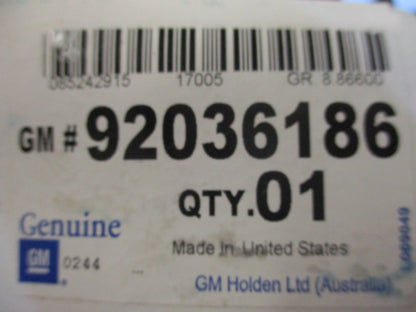 085242915 17005 GR. 8.86600
GM # 92036186
QTY. 01
Genuine
GM 0244
Made in United States
GM Holden Ltd (Australia)